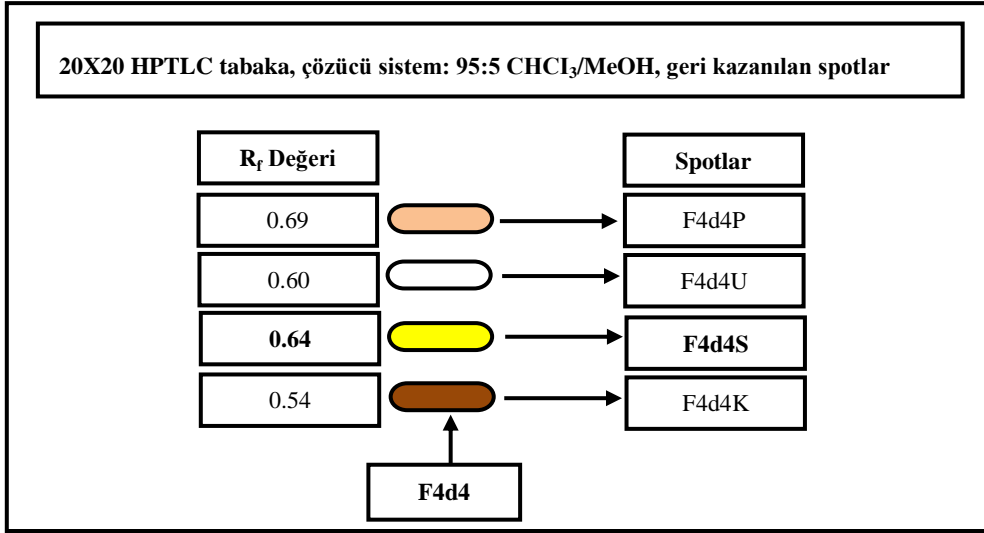 20X20 HPTLC tabaka, çözücü sistem: 95:5 CHCI₃/MeOH, geri kazanılan spotlar
R_f Değeri Spotlar
0.69 F4d4P
0.60 F4d4U
0.64 F4d4S
0.54 F4d4K
F4d4